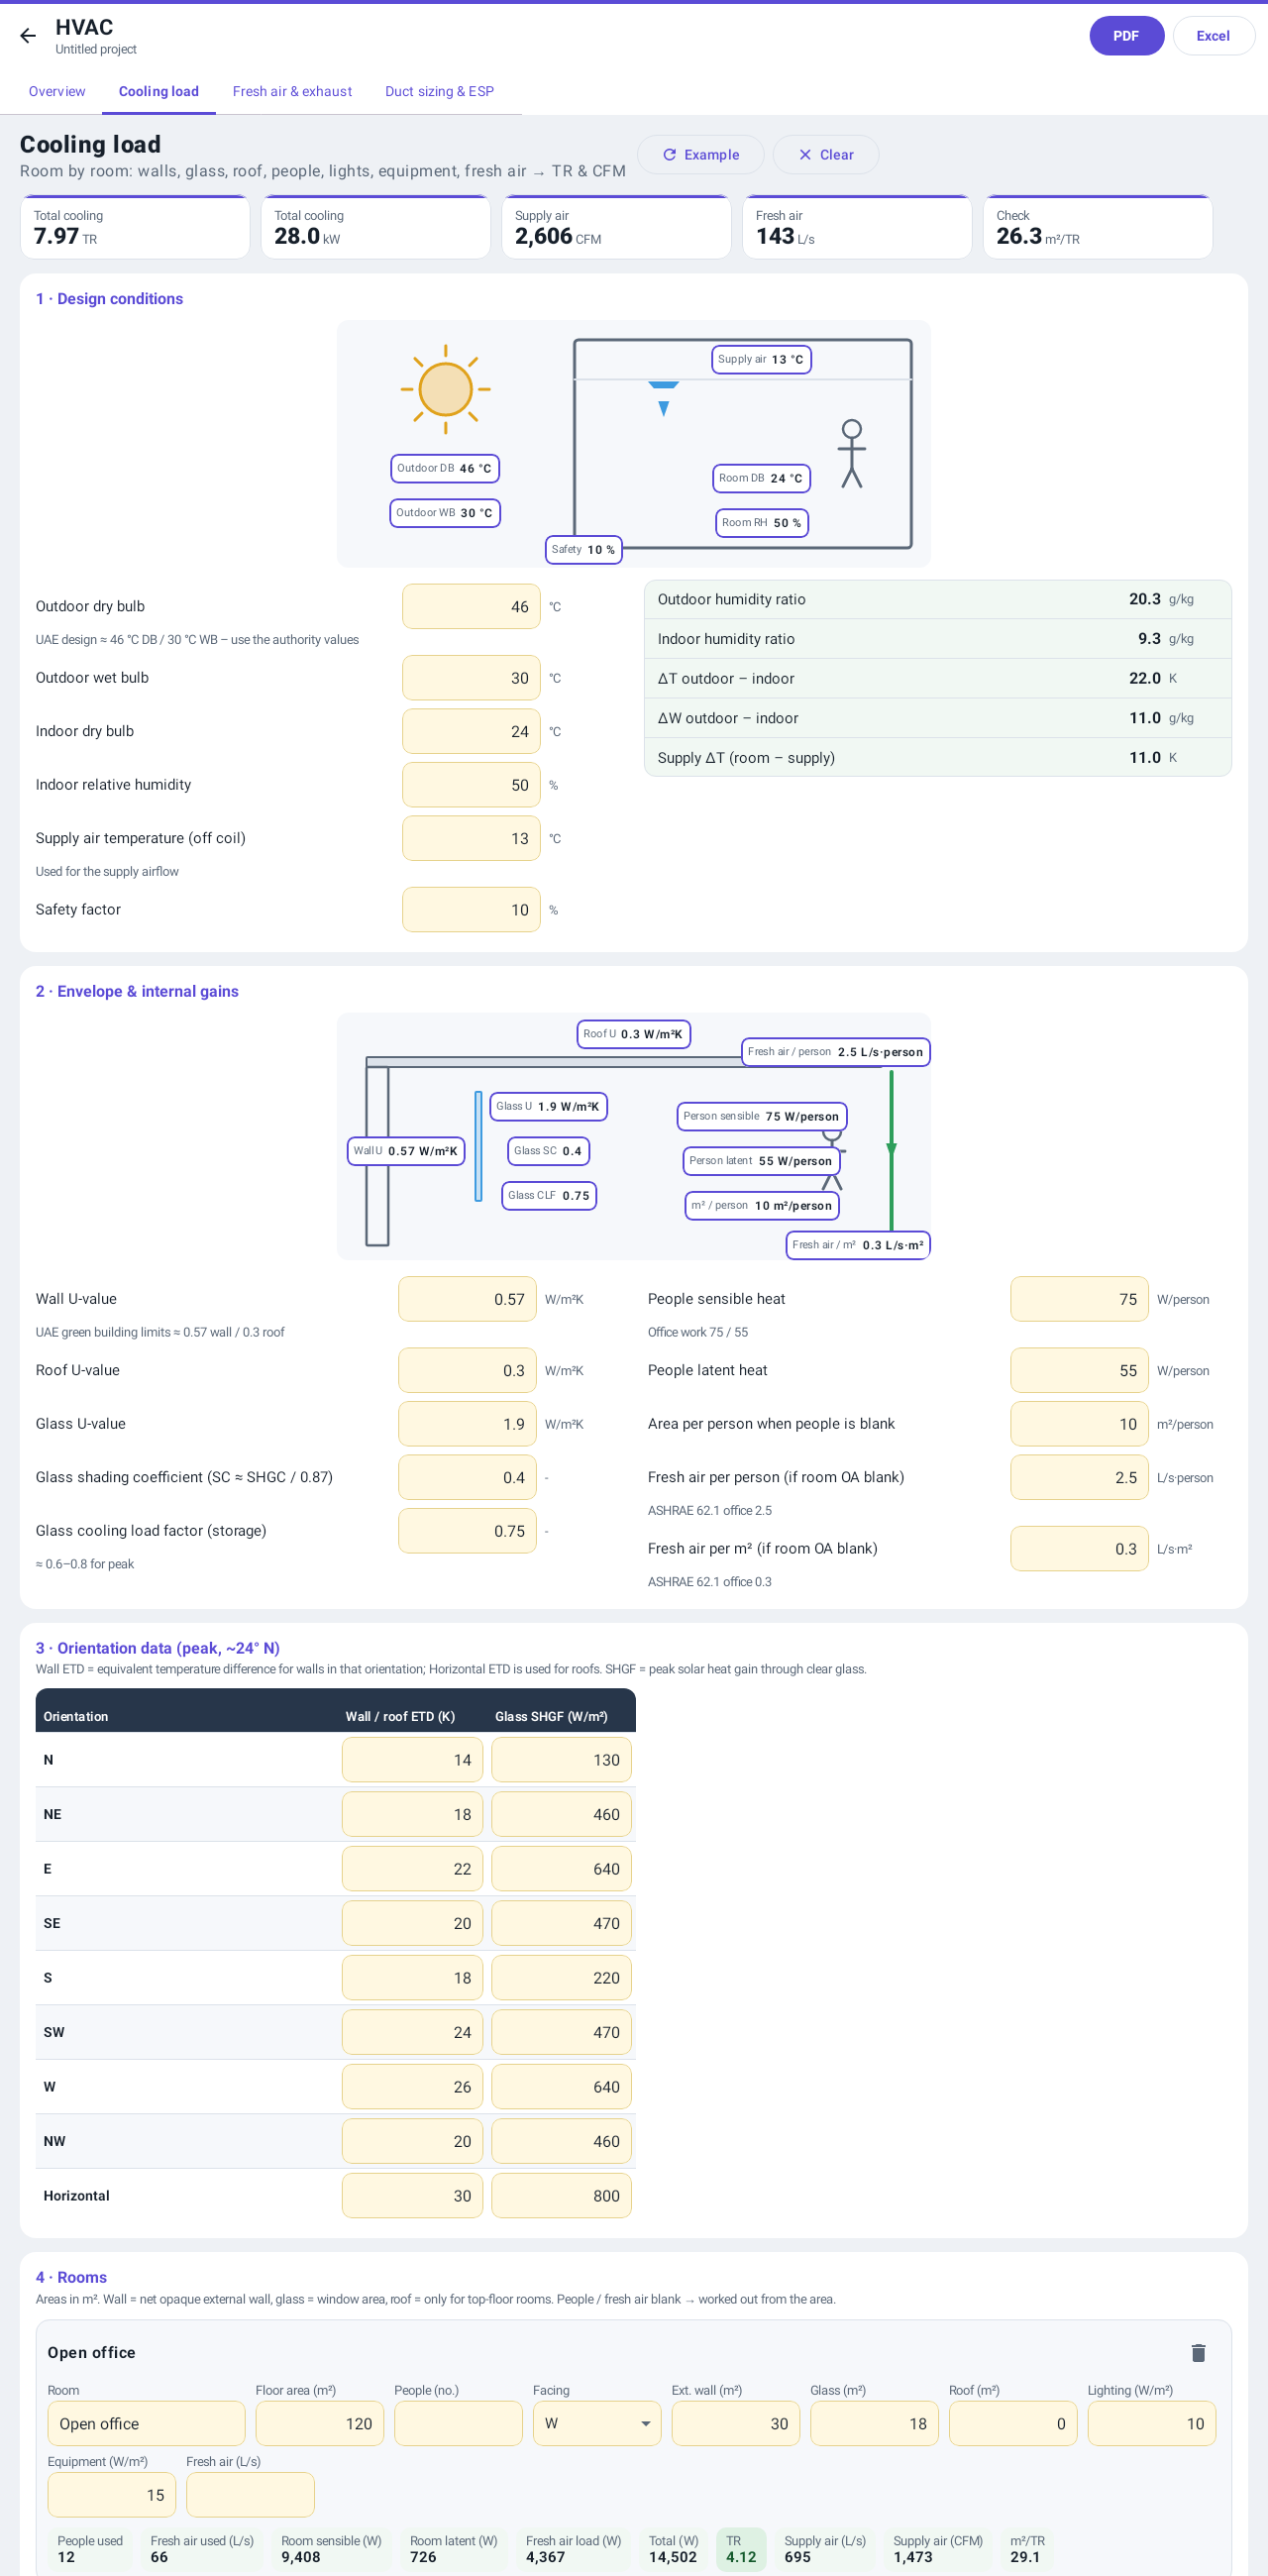 HVAC
Untitled project
PDF
Excel
Overview
Cooling load
Fresh air & exhaust
Duct sizing & ESP
Cooling load
Room by room: walls, glass, roof, people, lights, equipment, fresh air → TR & CFM
Example
Clear
Total cooling
7.97 TR
Total cooling
28.0 kW
Supply air
2,606 CFM
Fresh air
143 L/s
Check
26.3 m²/TR
1 · Design conditions
Supply air 13 °C
Outdoor DB 46 °C
Room DB 24 °C
Outdoor WB 30 °C
Room RH 50 %
Safety 10 %
Outdoor dry bulb 46 °C
UAE design ≈ 46 °C DB / 30 °C WB – use the authority values
Outdoor wet bulb 30 °C
Indoor dry bulb 24 °C
Indoor relative humidity 50 %
Supply air temperature (off coil) 13 °C
Used for the supply airflow
Safety factor 10 %
Outdoor humidity ratio 20.3 g/kg
Indoor humidity ratio 9.3 g/kg
ΔT outdoor – indoor 22.0 K
ΔW outdoor – indoor 11.0 g/kg
Supply ΔT (room – supply) 11.0 K
2 · Envelope & internal gains
Roof U 0.3 W/m²K
Fresh air / person 2.5 L/s·person
Glass U 1.9 W/m²K
Person sensible 75 W/person
Wall U 0.57 W/m²K
Glass SC 0.4
Person latent 55 W/person
Glass CLF 0.75
m² / person 10 m²/person
Fresh air / m² 0.3 L/s·m²
Wall U-value 0.57 W/m²K
UAE green building limits ≈ 0.57 wall / 0.3 roof
Roof U-value 0.3 W/m²K
Glass U-value 1.9 W/m²K
Glass shading coefficient (SC ≈ SHGC / 0.87) 0.4 -
Glass cooling load factor (storage) 0.75 -
≈ 0.6–0.8 for peak
People sensible heat 75 W/person
Office work 75 / 55
People latent heat 55 W/person
Area per person when people is blank 10 m²/person
Fresh air per person (if room OA blank) 2.5 L/s·person
ASHRAE 62.1 office 2.5
Fresh air per m² (if room OA blank) 0.3 L/s·m²
ASHRAE 62.1 office 0.3
3 · Orientation data (peak, ~24° N)
Wall ETD = equivalent temperature difference for walls in that orientation; Horizontal ETD is used for roofs. SHGF = peak solar heat gain through clear glass.
Orientation Wall / roof ETD (K) Glass SHGF (W/m²)
N 14 130
NE 18 460
E 22 640
SE 20 470
S 18 220
SW 24 470
W 26 640
NW 20 460
Horizontal 30 800
4 · Rooms
Areas in m². Wall = net opaque external wall, glass = window area, roof = only for top-floor rooms. People / fresh air blank → worked out from the area.
Open office
Room Floor area (m²) People (no.) Facing Ext. wall (m²) Glass (m²) Roof (m²) Lighting (W/m²)
Open office 120 W 30 18 0 10
Equipment (W/m²) Fresh air (L/s)
15
People used Fresh air used (L/s) Room sensible (W) Room latent (W) Fresh air load (W) Total (W) TR Supply air (L/s) Supply air (CFM) m²/TR
12 66 9,408 726 4,367 14,502 4.12 695 1,473 29.1